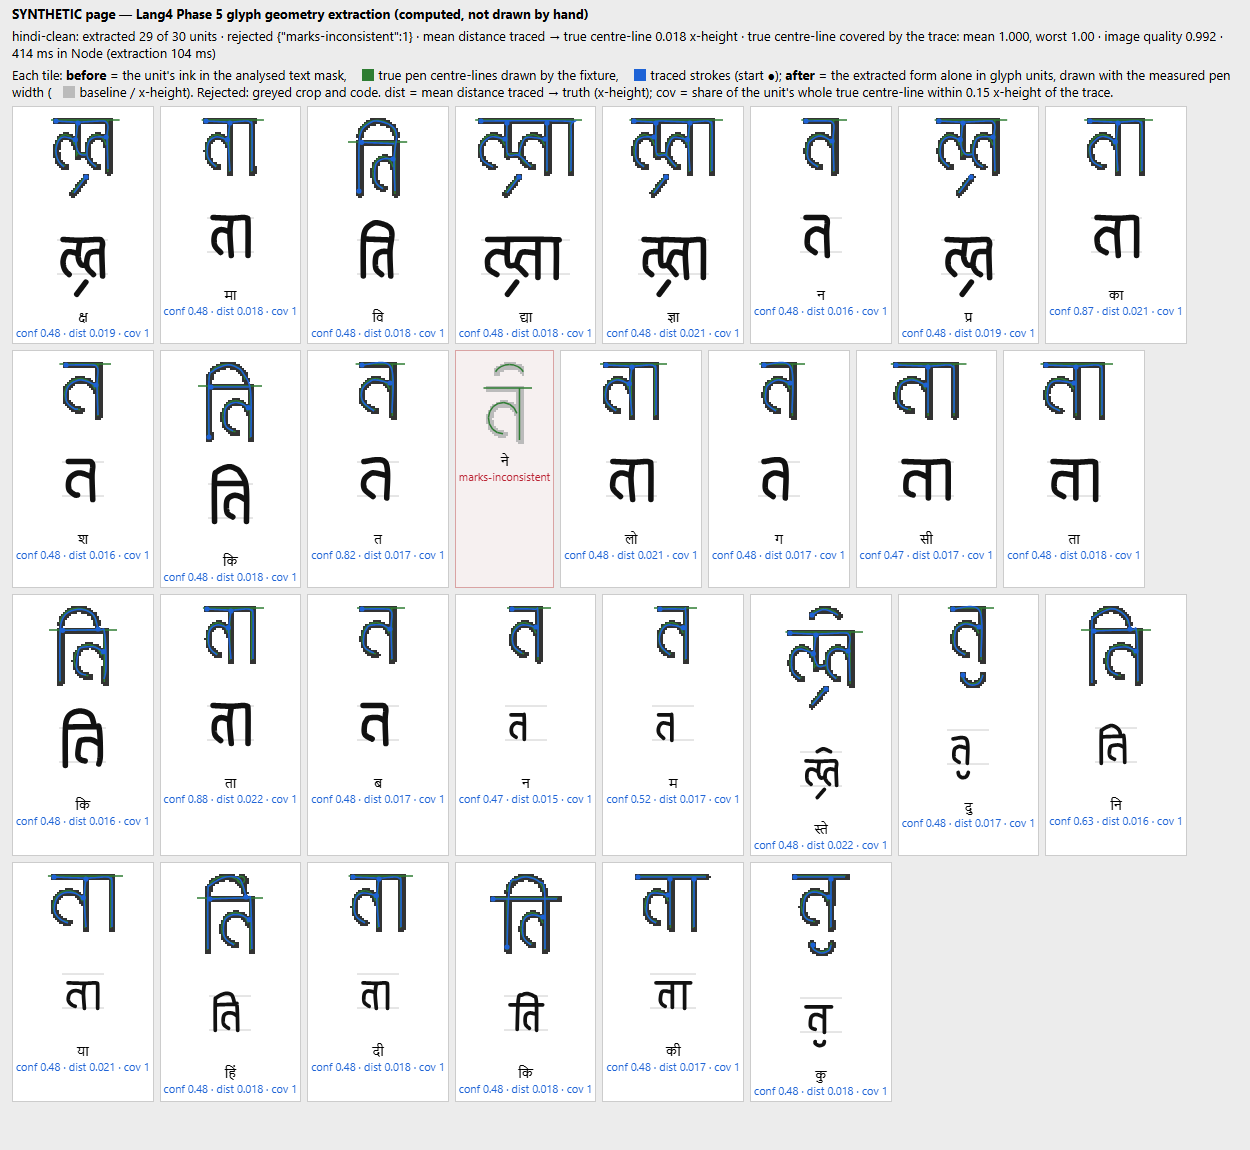 SYNTHETIC page — Lang4 Phase 5 glyph geometry extraction (computed, not drawn by hand)
hindi-clean: extracted 29 of 30 units · rejected {"marks-inconsistent":1} · mean distance traced → true centre-line 0.018 x-height · true centre-line covered by the trace: mean 1.000, worst 1.00 · image quality 0.992 ·
414 ms in Node (extraction 104 ms)
Each tile: before = the unit's ink in the analysed text mask, true pen centre-lines drawn by the fixture, traced strokes (start ●); after = the extracted form alone in glyph units, drawn with the measured pen
width ( baseline / x-height). Rejected: greyed crop and code. dist = mean distance traced → truth (x-height); cov = share of the unit's whole true centre-line within 0.15 x-height of the trace.
क्ष मा वि द्या ज्ञा न प्र का
conf 0.48 · dist 0.019 · cov 1 conf 0.48 · dist 0.018 · cov 1 conf 0.48 · dist 0.018 · cov 1 conf 0.48 · dist 0.018 · cov 1 conf 0.48 · dist 0.021 · cov 1 conf 0.48 · dist 0.016 · cov 1 conf 0.48 · dist 0.019 · cov 1 conf 0.87 · dist 0.021 · cov 1
श कि त ने लो ग सी ता
conf 0.48 · dist 0.016 · cov 1 conf 0.48 · dist 0.018 · cov 1 conf 0.82 · dist 0.017 · cov 1 marks-inconsistent conf 0.48 · dist 0.021 · cov 1 conf 0.48 · dist 0.017 · cov 1 conf 0.47 · dist 0.017 · cov 1 conf 0.48 · dist 0.018 · cov 1
कि ता ब न म स्ते दु नि
conf 0.48 · dist 0.016 · cov 1 conf 0.88 · dist 0.022 · cov 1 conf 0.48 · dist 0.017 · cov 1 conf 0.47 · dist 0.015 · cov 1 conf 0.52 · dist 0.017 · cov 1 conf 0.48 · dist 0.022 · cov 1 conf 0.48 · dist 0.017 · cov 1 conf 0.63 · dist 0.016 · cov 1
या हिं दी कि की कु
conf 0.48 · dist 0.021 · cov 1 conf 0.48 · dist 0.018 · cov 1 conf 0.48 · dist 0.018 · cov 1 conf 0.48 · dist 0.018 · cov 1 conf 0.48 · dist 0.017 · cov 1 conf 0.48 · dist 0.018 · cov 1